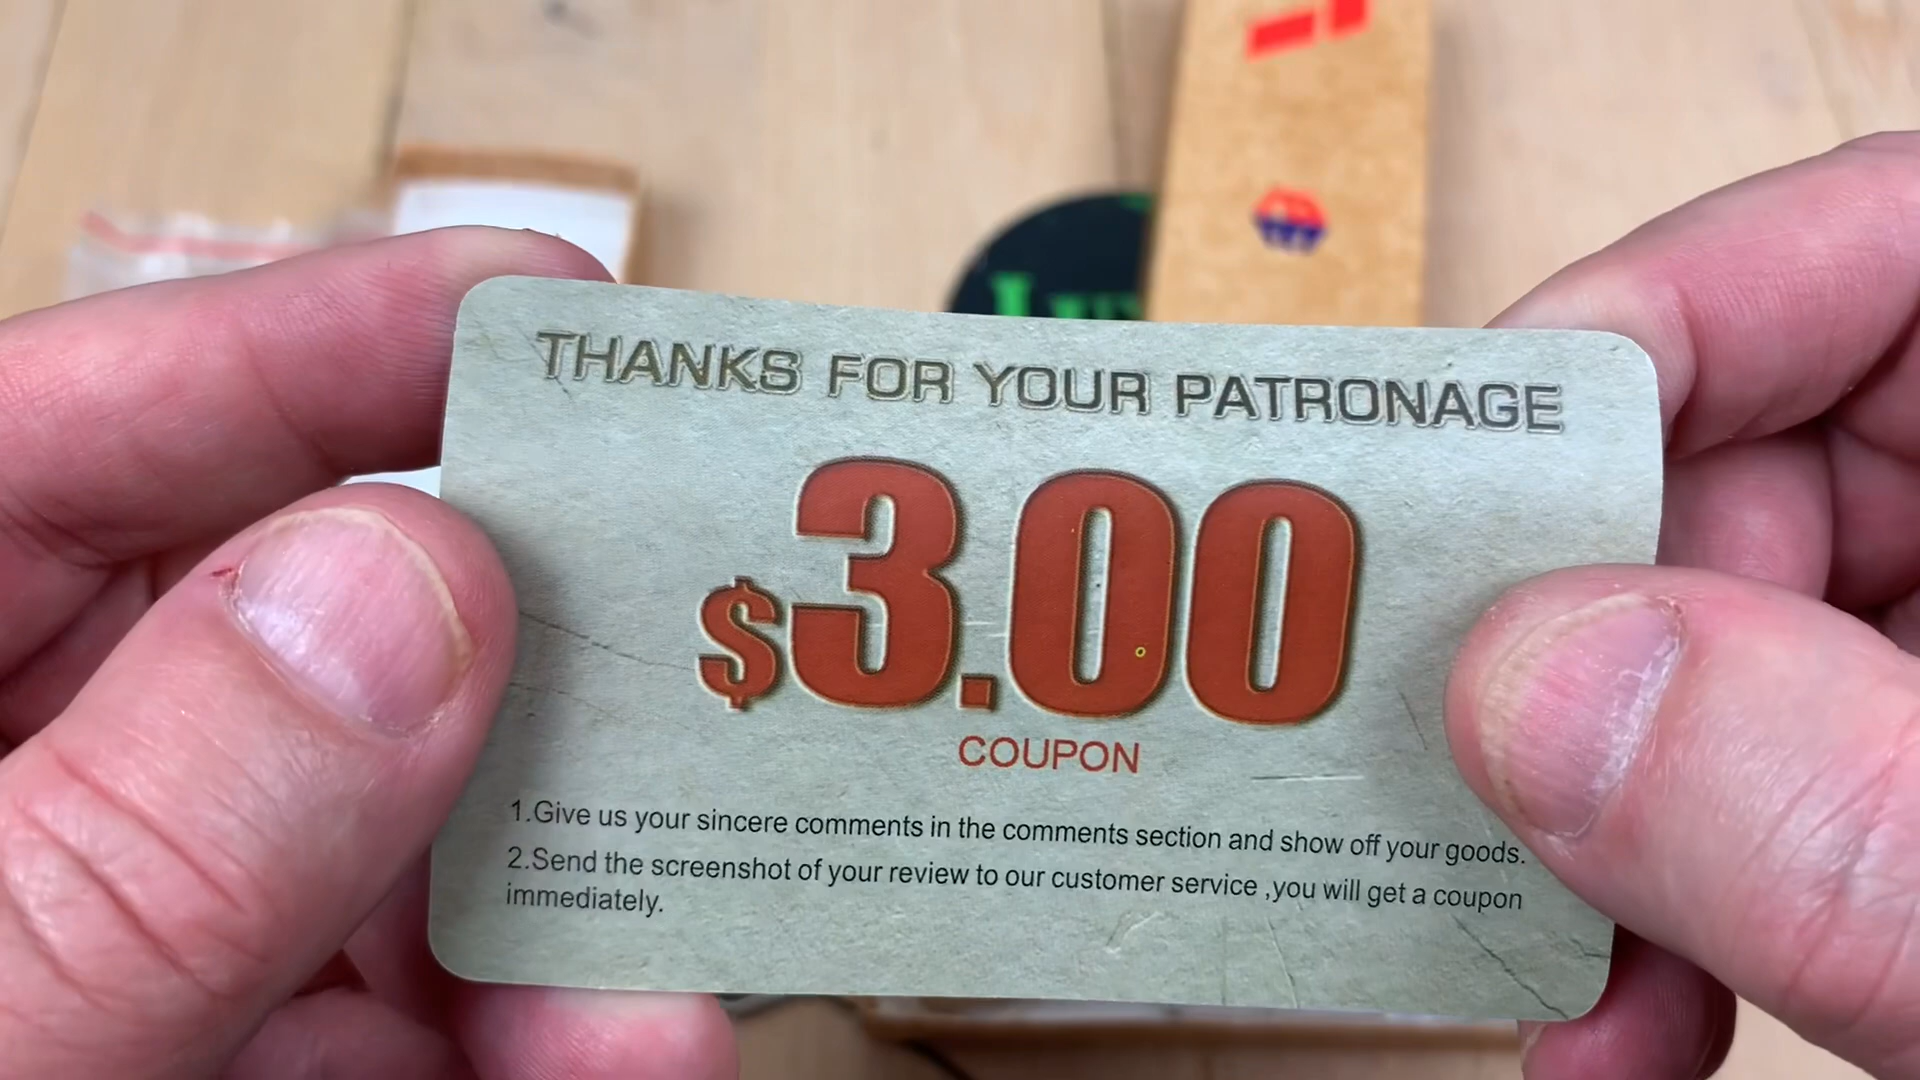 THANKS FOR YOUR PATRONAGE
$3.00
COUPON
1.Give us your sincere comments in the comments section and show off your goods.
2.Send the screenshot of your review to our customer service ,you will get a coupon
immediately.